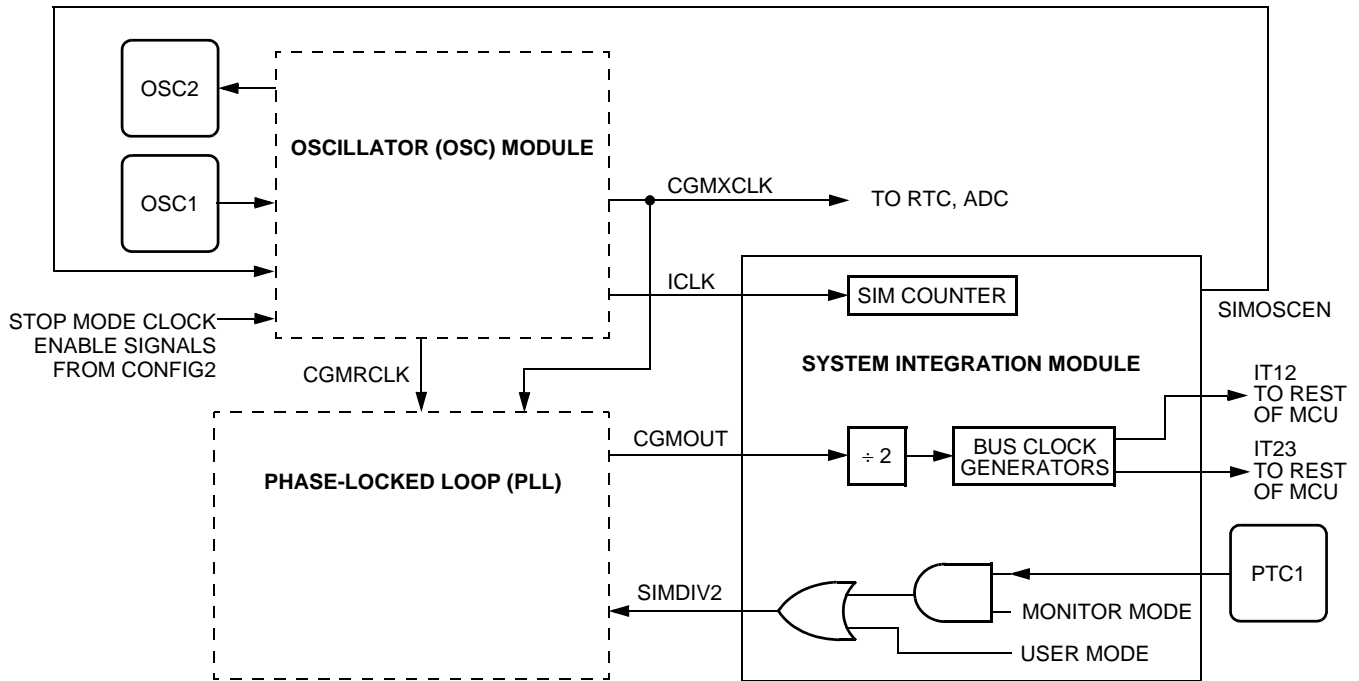 OSC2
OSCILLATOR (OSC) MODULE
OSC1
CGMXCLK
TO RTC, ADC
ICLK
SIM COUNTER
SIMOSCEN
STOP MODE CLOCK
ENABLE SIGNALS
FROM CONFIG2
CGMRCLK
SYSTEM INTEGRATION MODULE
IT12
TO REST
OF MCU
CGMOUT
÷ 2
BUS CLOCK
GENERATORS
IT23
TO REST
OF MCU
PHASE-LOCKED LOOP (PLL)
SIMDIV2
PTC1
MONITOR MODE
USER MODE